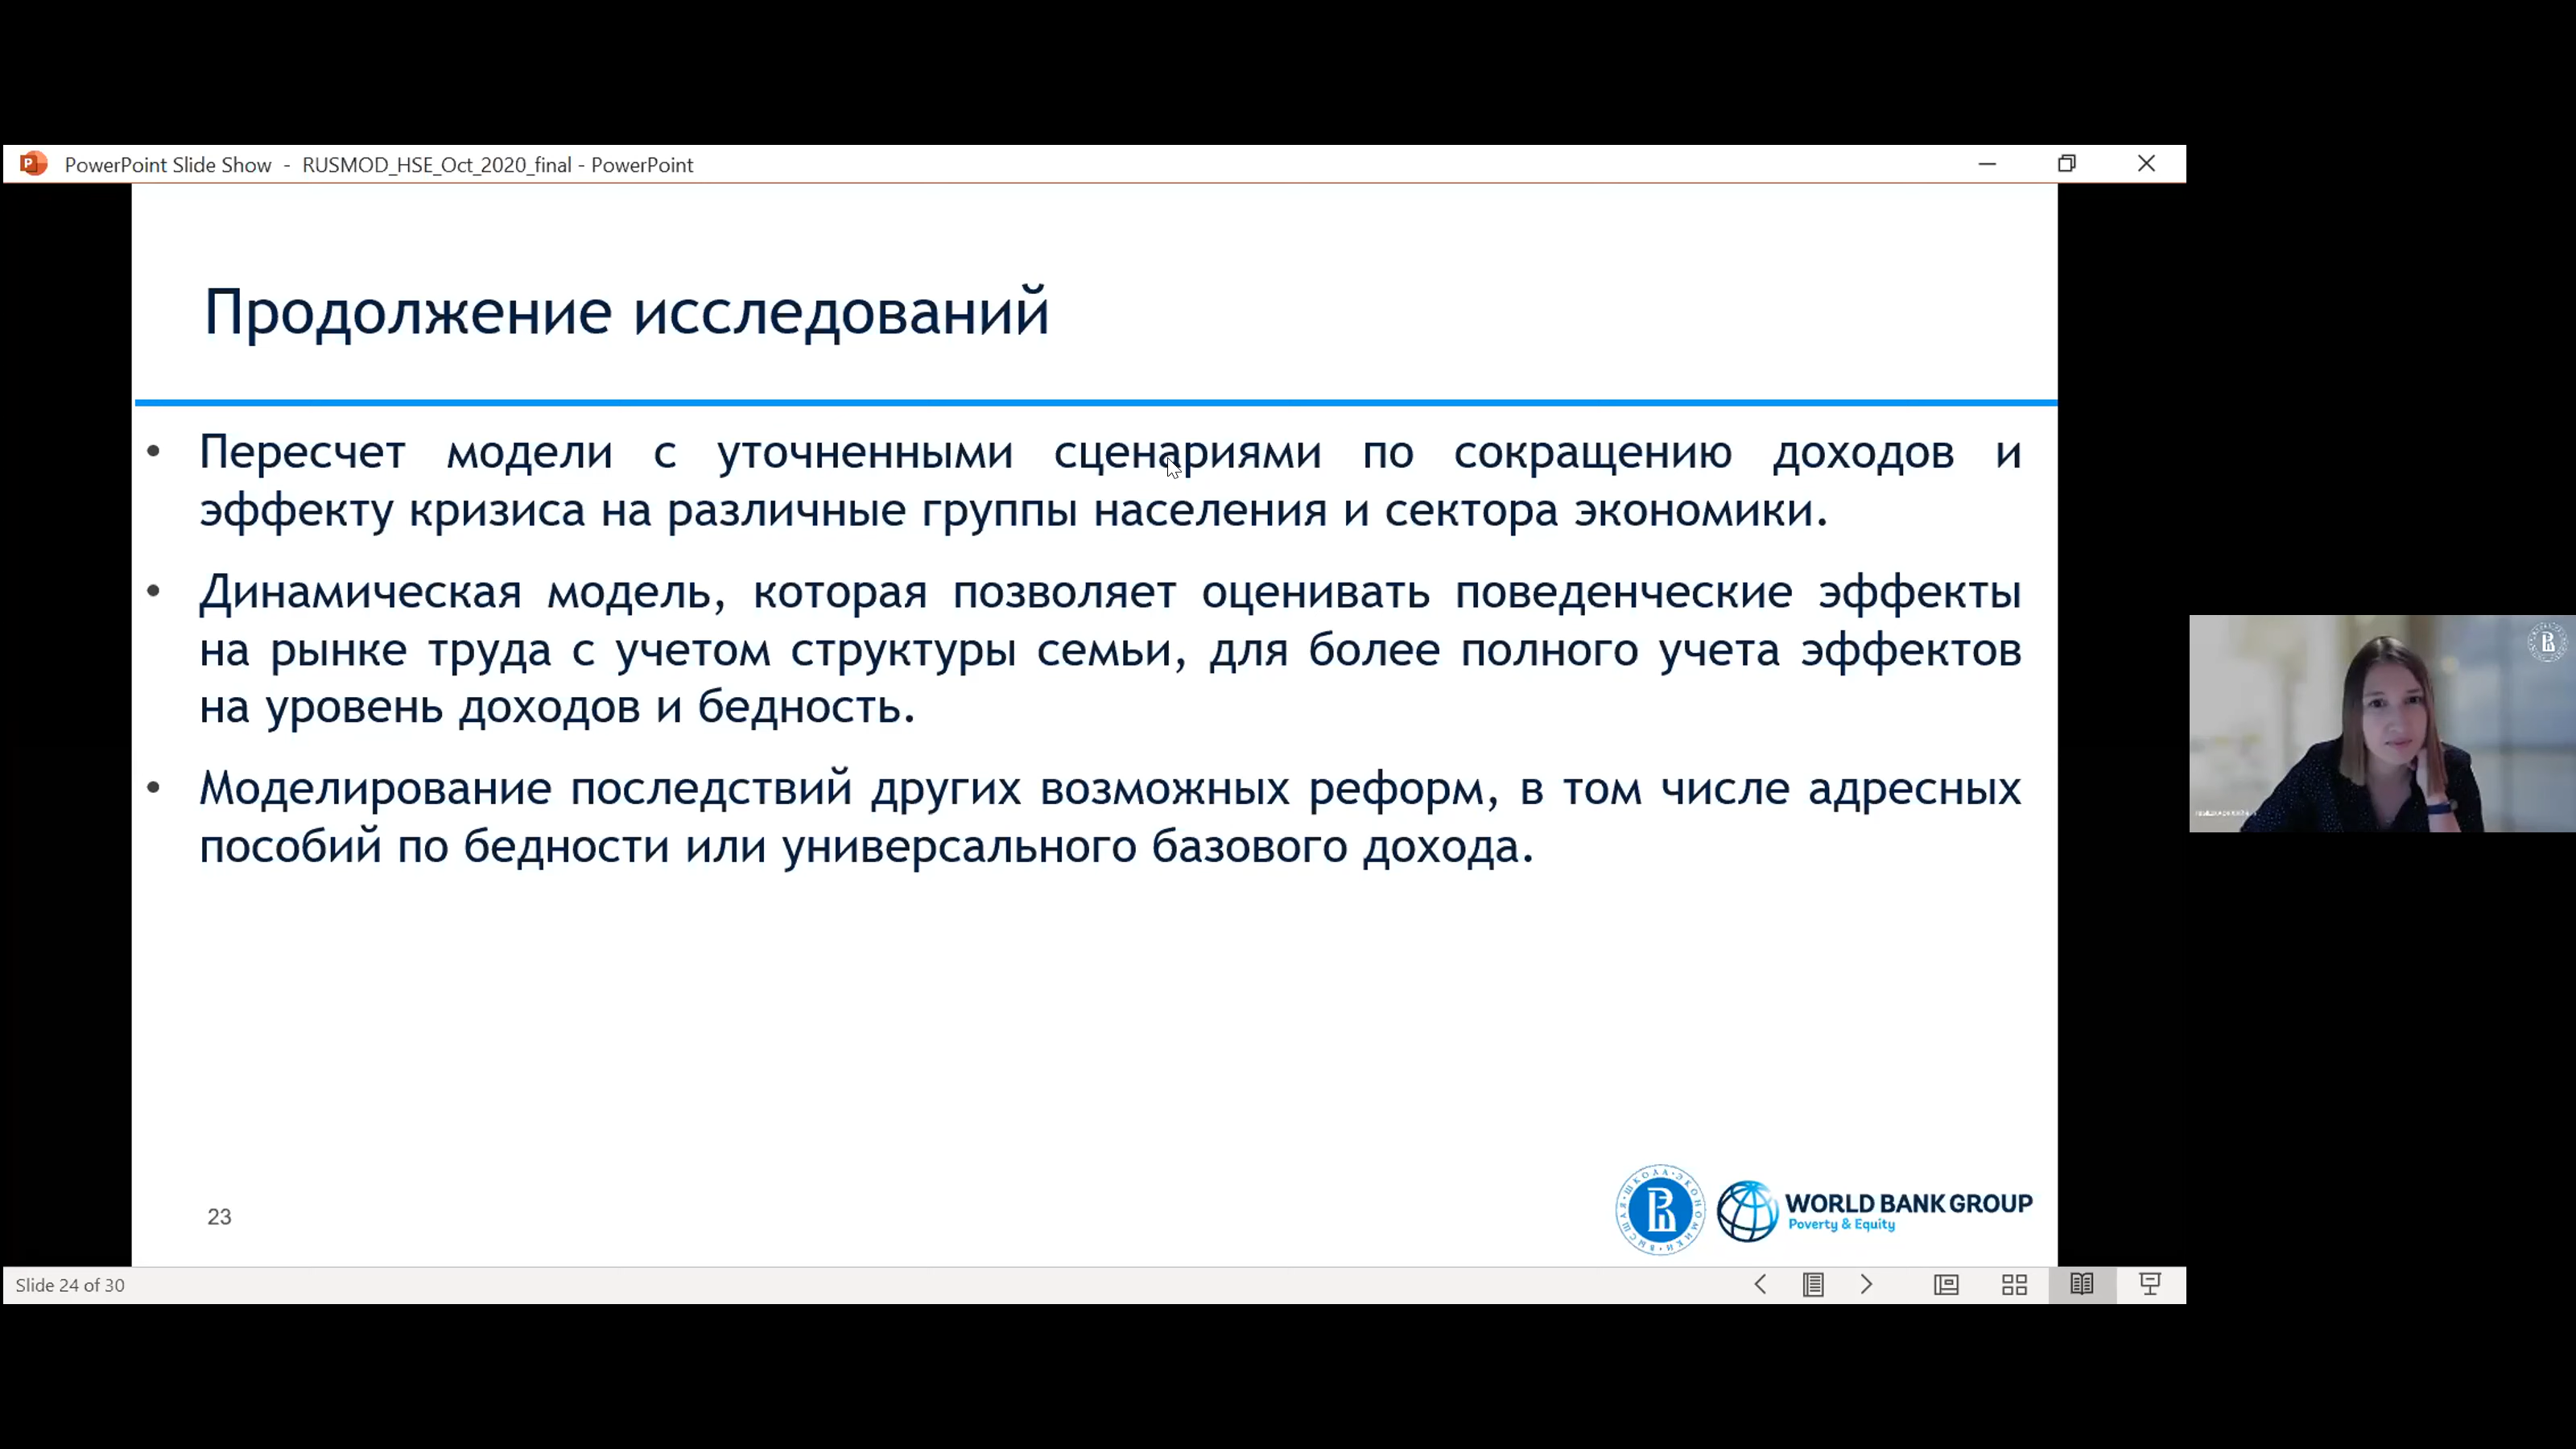 PowerPoint Slide Show - RUSMOD_HSE_Oct_2020_final - PowerPoint
Продолжение исследований
• Пересчет модели с уточненными сценариями по сокращению доходов и
эффекту кризиса на различные группы населения и сектора экономики.
• Динамическая модель, которая позволяет оценивать поведенческие эффекты
на рынке труда с учетом структуры семьи, для более полного учета эффектов
на уровень доходов и бедность.
• Моделирование последствий других возможных реформ, в том числе адресных
пособий по бедности или универсального базового дохода.
23
ВЫСШАЯ ШКОЛА ЭКОНОМИКИ
WORLD BANK GROUP
Poverty & Equity
Slide 24 of 30